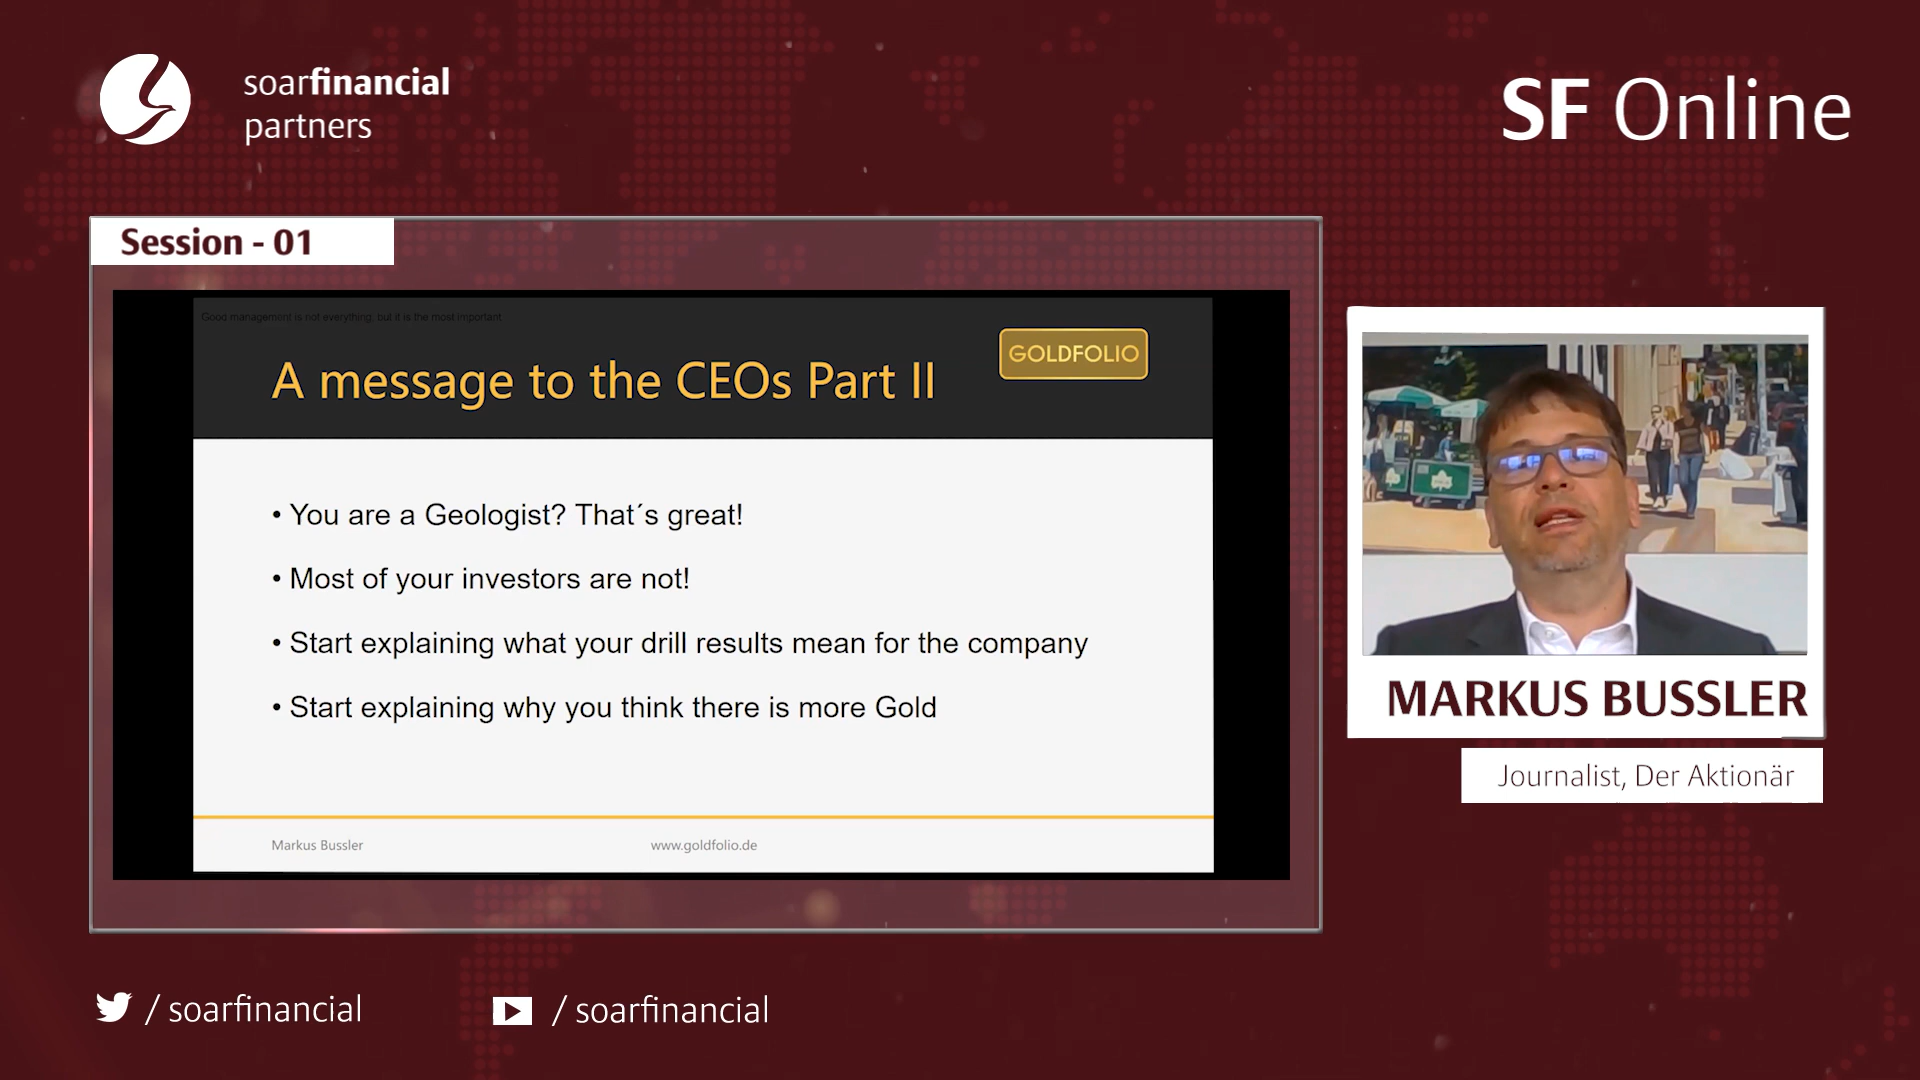 soarfinancial
partners
SF Online
Session - 01
Good management is not everything, but it is the most important
GOLDFOLIO
A message to the CEOs Part II
• You are a Geologist? That´s great!
• Most of your investors are not!
• Start explaining what your drill results mean for the company
• Start explaining why you think there is more Gold
Markus Bussler
www.goldfolio.de
MARKUS BUSSLER
Journalist, Der Aktionär
/ soarfinancial
/ soarfinancial